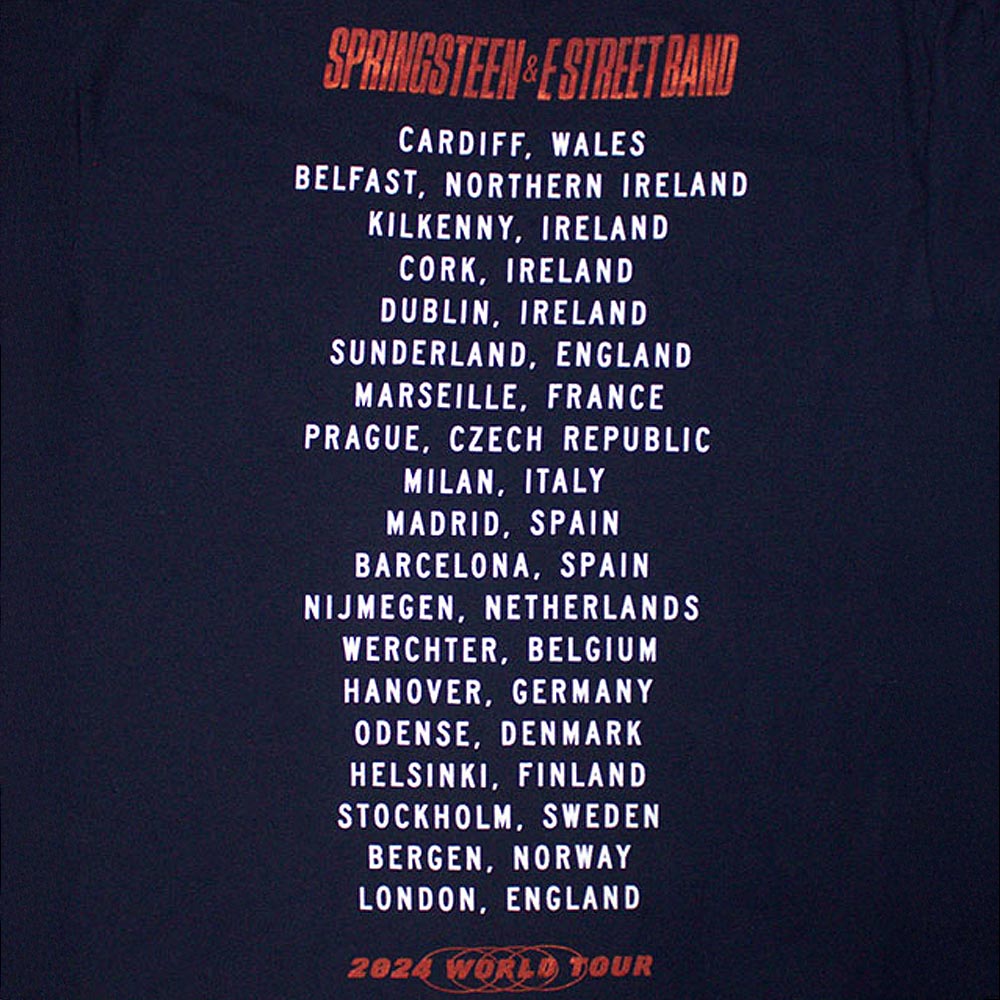 SPRINGSTEEN & E STREET BAND
CARDIFF, WALES
BELFAST, NORTHERN IRELAND
KILKENNY, IRELAND
CORK, IRELAND
DUBLIN, IRELAND
SUNDERLAND, ENGLAND
MARSEILLE, FRANCE
PRAGUE, CZECH REPUBLIC
MILAN, ITALY
MADRID, SPAIN
BARCELONA, SPAIN
NIJMEGEN, NETHERLANDS
WERCHTER, BELGIUM
HANOVER, GERMANY
ODENSE, DENMARK
HELSINKI, FINLAND
STOCKHOLM, SWEDEN
BERGEN, NORWAY
LONDON, ENGLAND
2024 WORLD TOUR